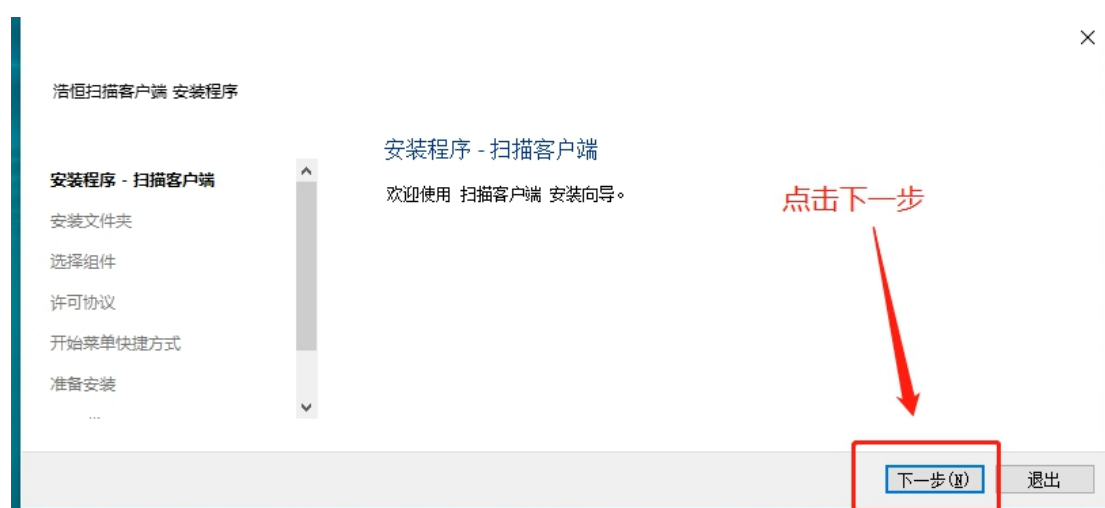 浩恒扫描客户端 安装程序
安装程序 - 扫描客户端
安装文件夹
选择组件
许可协议
开始菜单快捷方式
准备安装
安装程序 - 扫描客户端
欢迎使用 扫描客户端 安装向导。
点击下一步
下一步(N)
退出